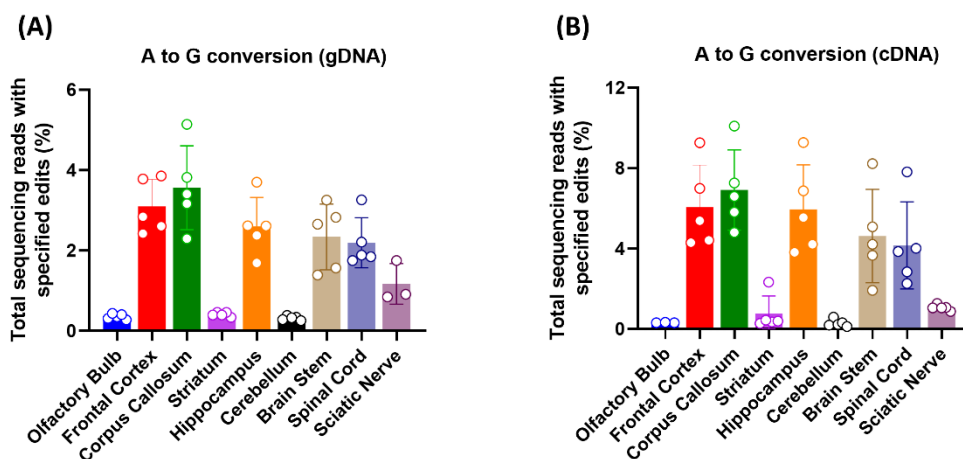 (A)
A to G conversion (gDNA)
Total sequencing reads with
specified edits (%)
6
4
2
0
Olfactory Bulb
Frontal Cortex
Corpus Callosum
Striatum
Hippocampus
Cerebellum
Brain Stem
Spinal Cord
Sciatic Nerve
(B)
A to G conversion (cDNA)
Total sequencing reads with
specified edits (%)
12
8
4
0
Olfactory Bulb
Frontal Cortex
Corpus Callosum
Striatum
Hippocampus
Cerebellum
Brain Stem
Spinal Cord
Sciatic Nerve